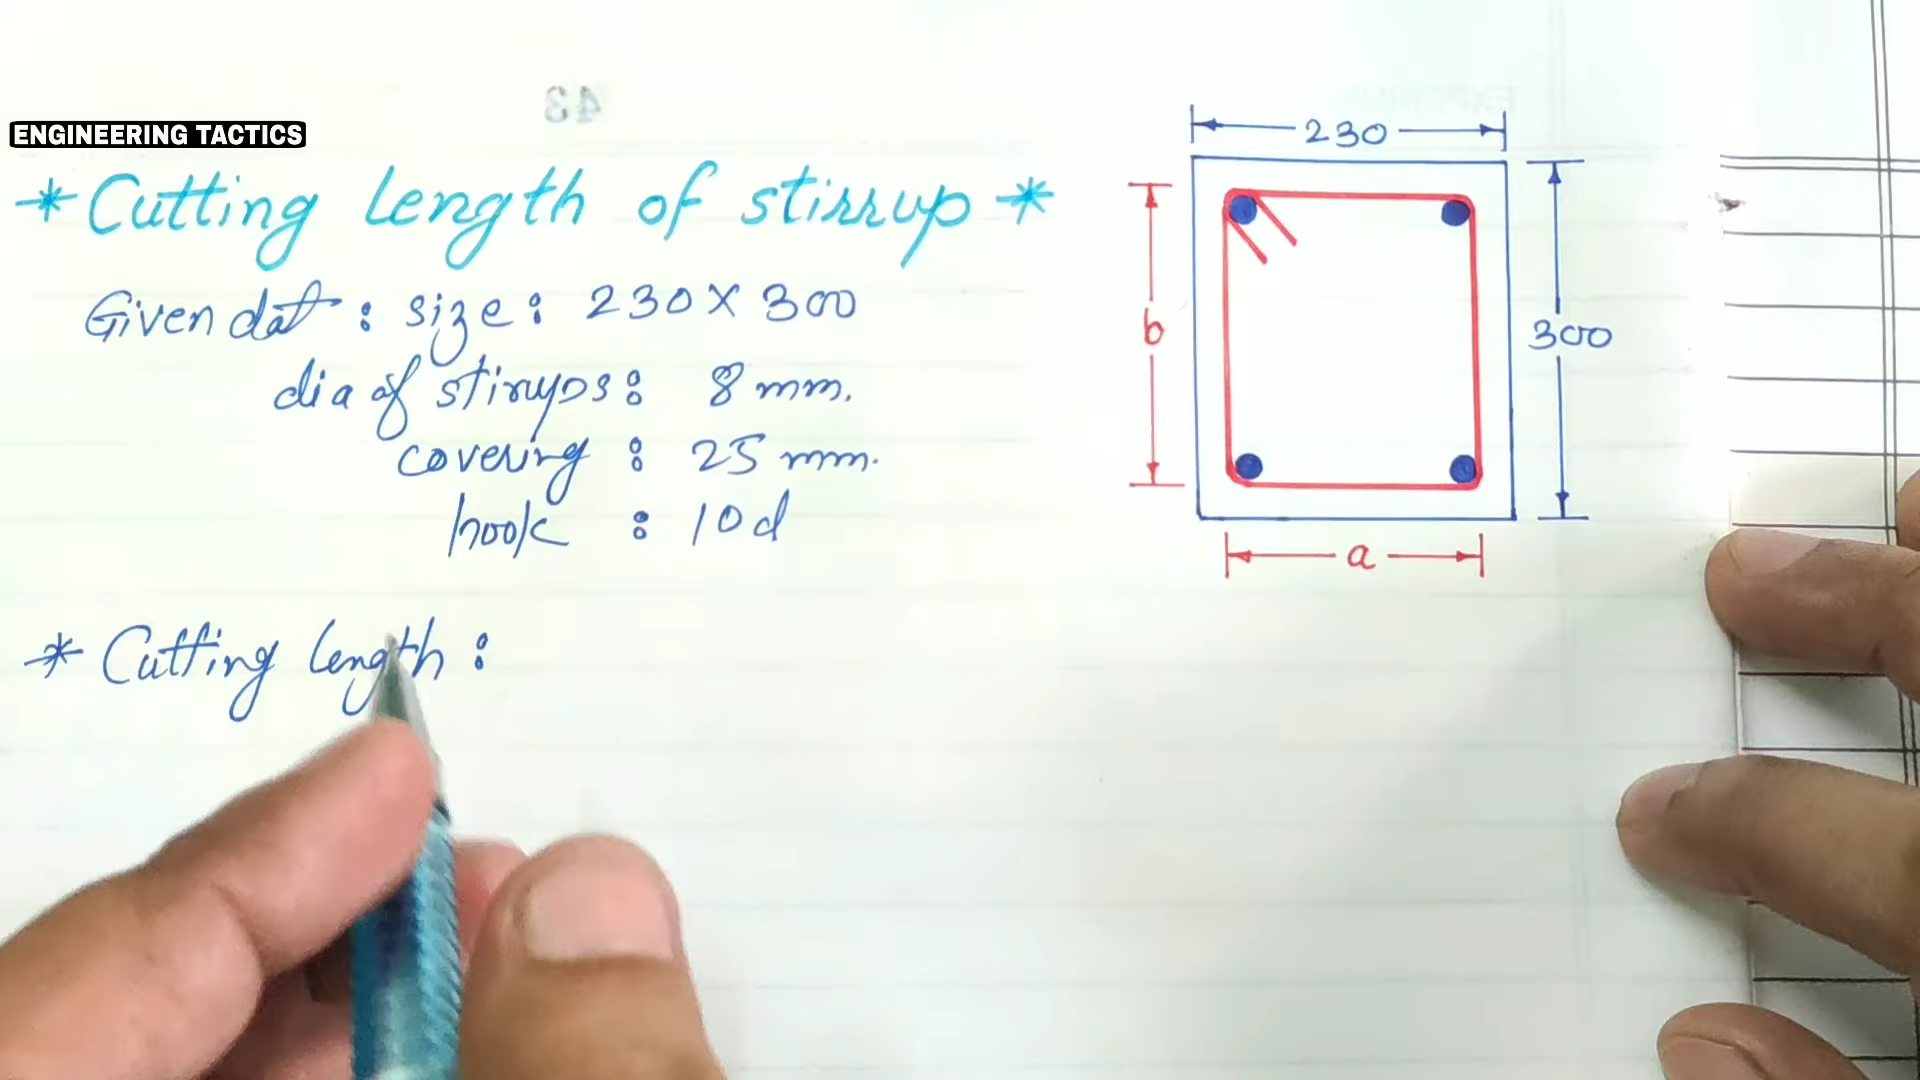 ENGINEERING TACTICS
* Cutting length of stirrup *
Given dat : size : 230 X 300
dia of stirups : 8 mm.
covering : 25 mm.
hook : 10d
* Cutting length :
230
b
300
a